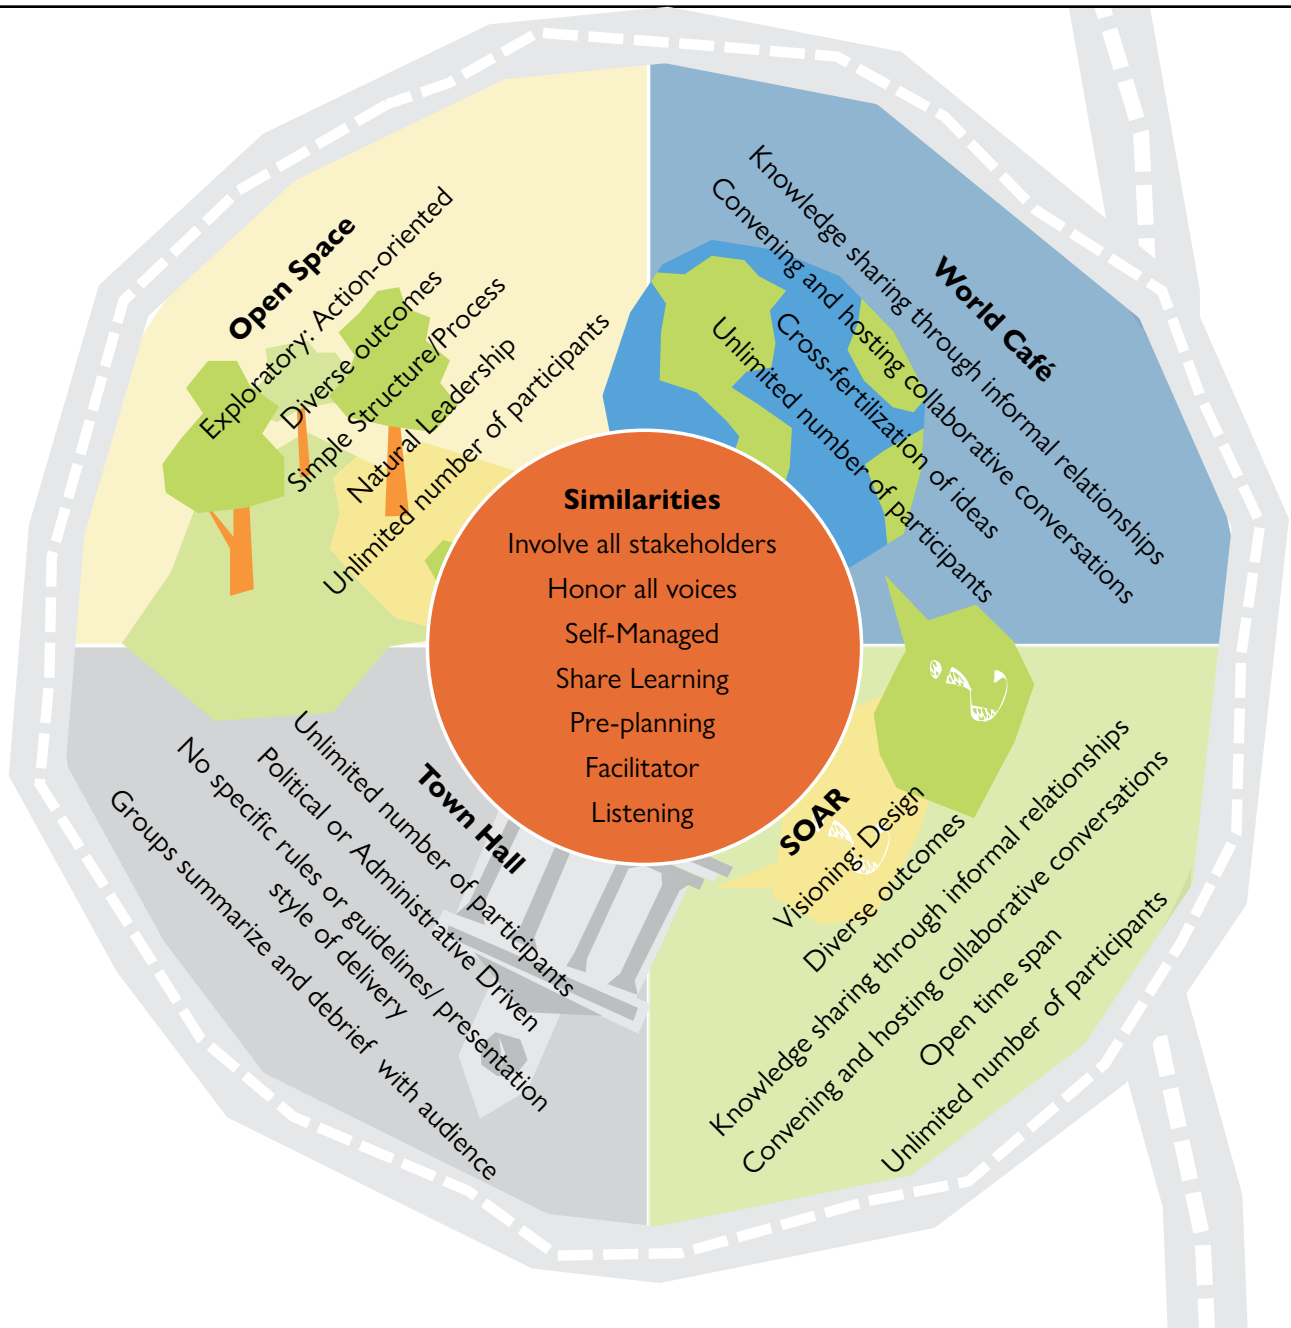 Open Space
Exploratory: Action-oriented
Diverse outcomes
Simple Structure/Process
Natural Leadership
Unlimited number of participants
World Café
Knowledge sharing through informal relationships
Convening and hosting collaborative conversations
Cross-fertilization of ideas
Unlimited number of participants
Similarities
Involve all stakeholders
Honor all voices
Self-Managed
Share Learning
Pre-planning
Facilitator
Listening
Town Hall
Unlimited number of participants
Political or Administrative Driven
No specific rules or guidelines/ presentation
style of delivery
Groups summarize and debrief with audience
SOAR
Visioning: Design
Diverse outcomes
Knowledge sharing through informal relationships
Convening and hosting collaborative conversations
Open time span
Unlimited number of participants